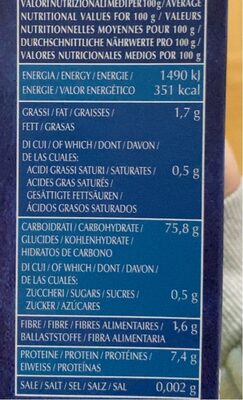 VALORI NUTRIZIONALI MEDI PER 100 g / AVERAGE
NUTRITIONAL VALUES FOR 100 g / VALEURS
NUTRITIONNELLES MOYENNES POUR 100 g /
DURCHSCHNITTLICHE NÄHRWERTE PRO 100 g /
VALORES NUTRICIONALES MEDIOS POR 100 g
ENERGIA / ENERGY / ENERGIE / 1490 kJ
ENERGIE / VALOR ENERGÉTICO 351 kcal
GRASSI / FAT / GRAISSES / 1,7 g
FETT / GRASAS
DI CUI / OF WHICH / DONT / DAVON /
DE LAS CUALES:
ACIDI GRASSI SATURI / SATURATES / 0,5 g
ACIDES GRAS SATURÉS /
GESÄTTIGTE FETTSÄUREN /
ÁCIDOS GRASOS SATURADOS
CARBOIDRATI / CARBOHYDRATE / 75,8 g
GLUCIDES / KOHLENHYDRATE /
HIDRATOS DE CARBONO
DI CUI / OF WHICH / DONT / DAVON /
DE LAS CUALES:
ZUCCHERI / SUGARS / SUCRES / 0,5 g
ZUCKER / AZÚCARES
FIBRE / FIBRE / FIBRES ALIMENTAIRES / 1,6 g
BALLASTSTOFFE / FIBRA ALIMENTARIA
PROTEINE / PROTEIN / PROTÉINES / 7,4 g
EIWEISS / PROTEÍNAS
SALE / SALT / SEL / SALZ / SAL 0,002 g